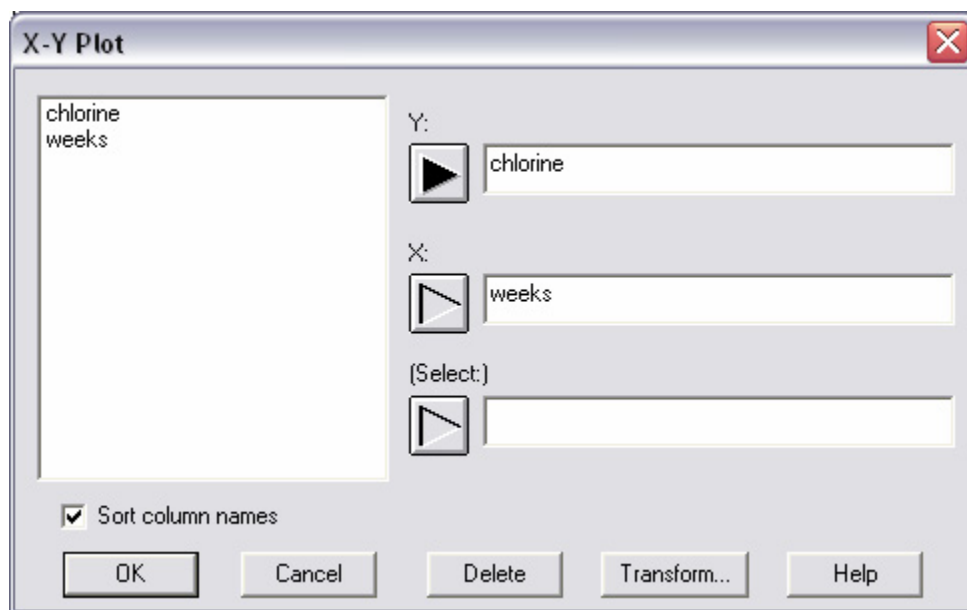 X-Y Plot
chlorine
weeks
Y:
chlorine
X:
weeks
(Select:)
Sort column names
OK
Cancel
Delete
Transform...
Help